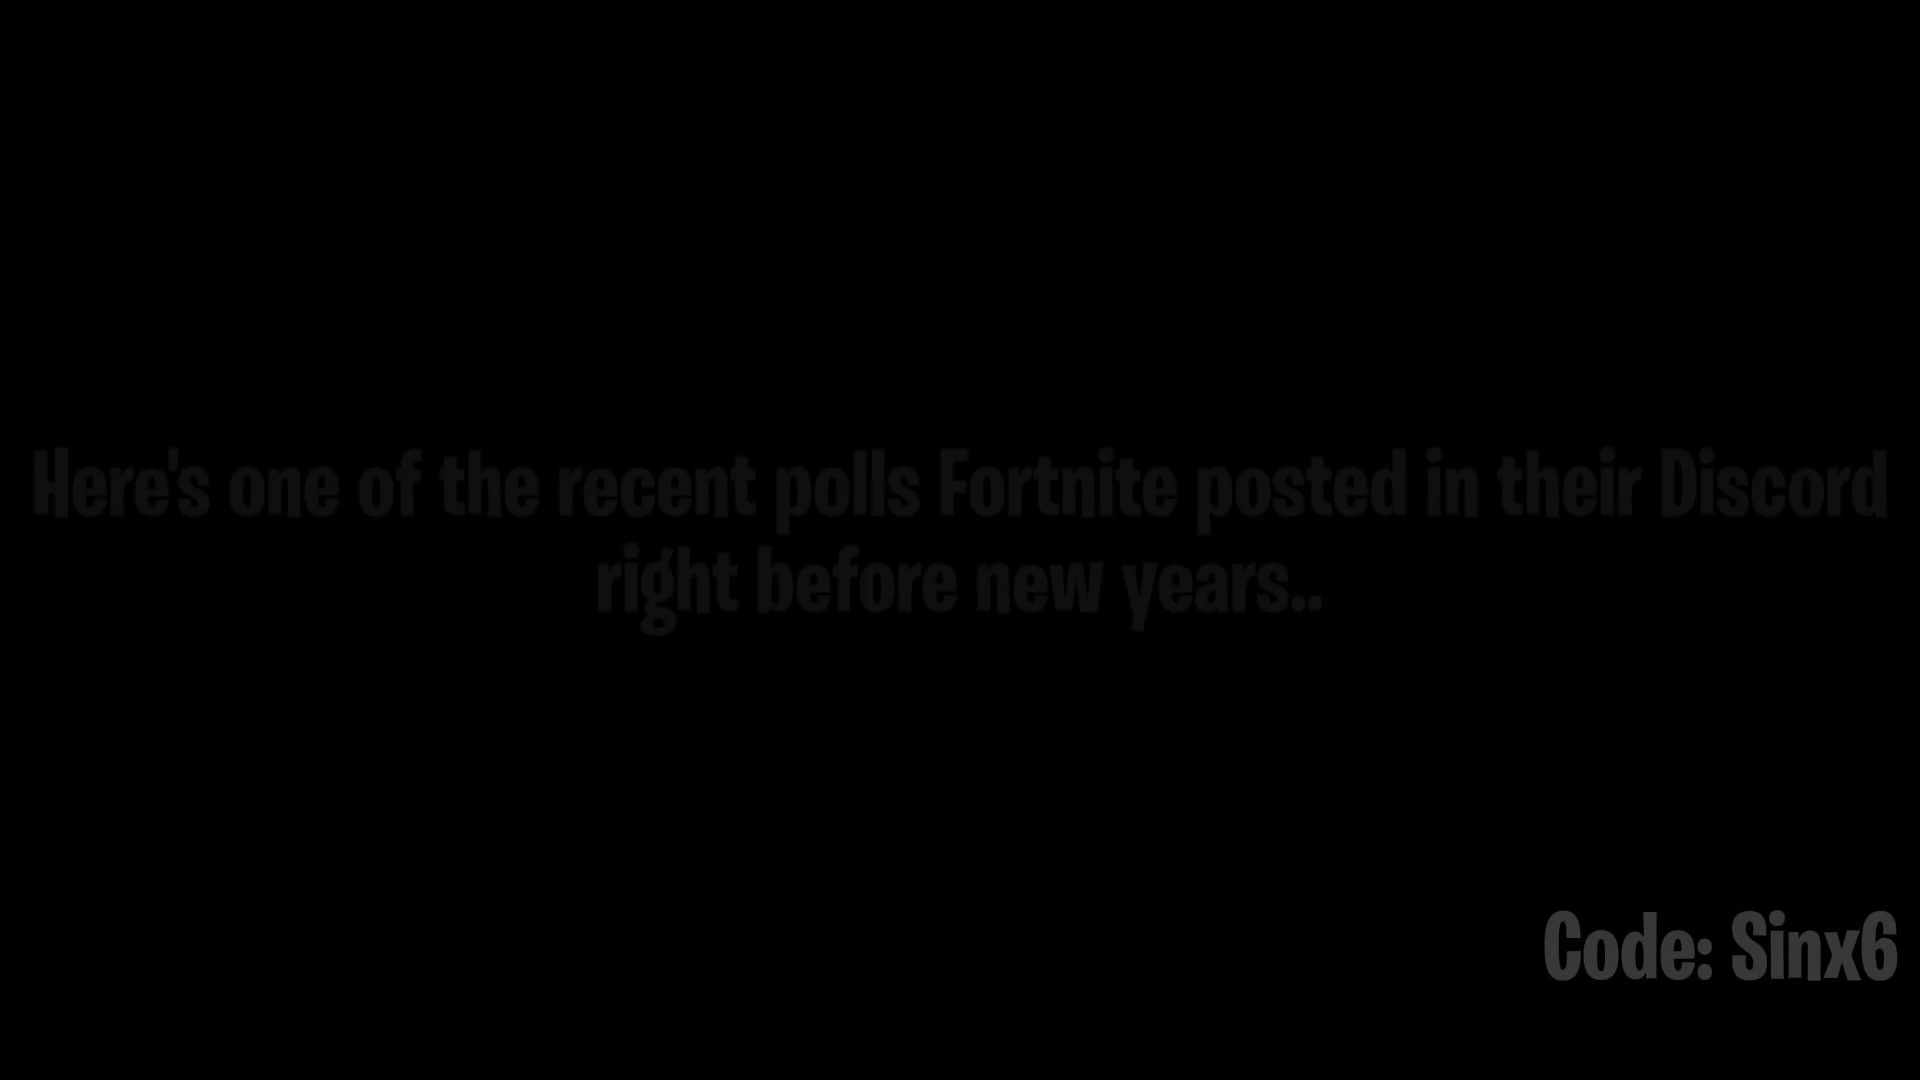 Here's one of the recent polls Fortnite posted in their Discord
right before new years..
Code: Sinx6